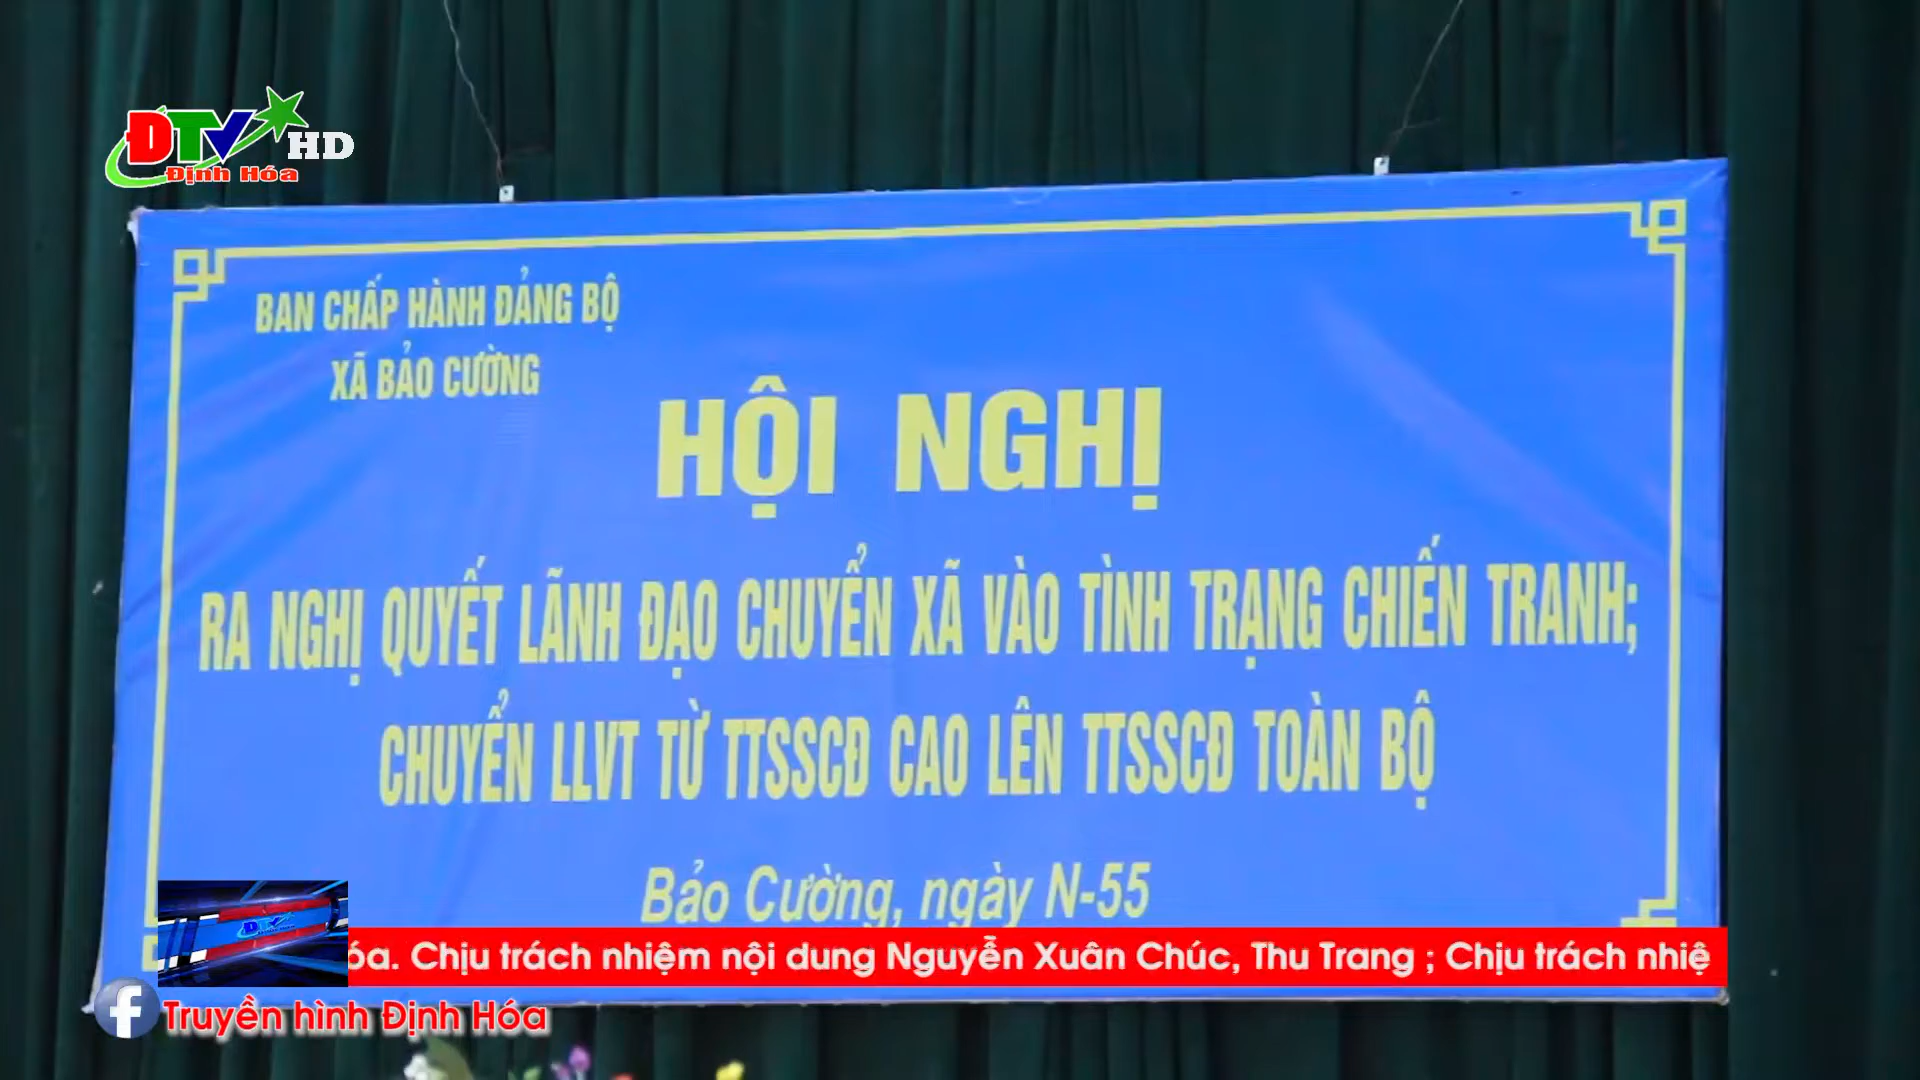 ĐTV HD
Định Hóa
BAN CHẤP HÀNH ĐẢNG BỘ
XÃ BẢO CƯỜNG
HỘI NGHỊ
RA NGHỊ QUYẾT LÃNH ĐẠO CHUYỂN XÃ VÀO TÌNH TRẠNG CHIẾN TRANH;
CHUYỂN LLVT TỪ TTSSCĐ CAO LÊN TTSSCĐ TOÀN BỘ
Bảo Cường, ngày N-55
óa. Chịu trách nhiệm nội dung Nguyễn Xuân Chúc, Thu Trang ; Chịu trách nhiệ
Truyền hình Định Hóa